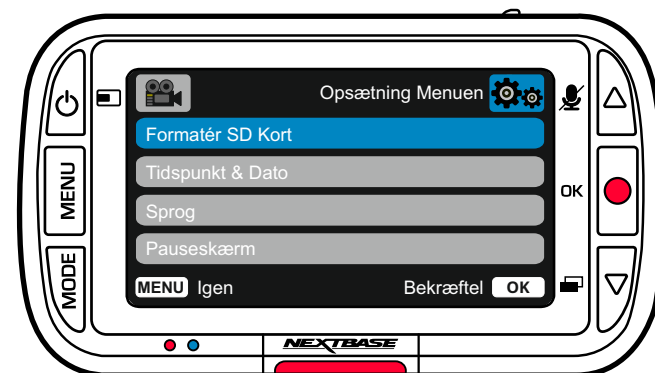 Opsætning Menuen
Formatér SD Kort
Tidspunkt & Dato
Sprog
Pauseskærm
MENU Igen Bekræftel OK
MENU
MODE
OK
NEXTBASE